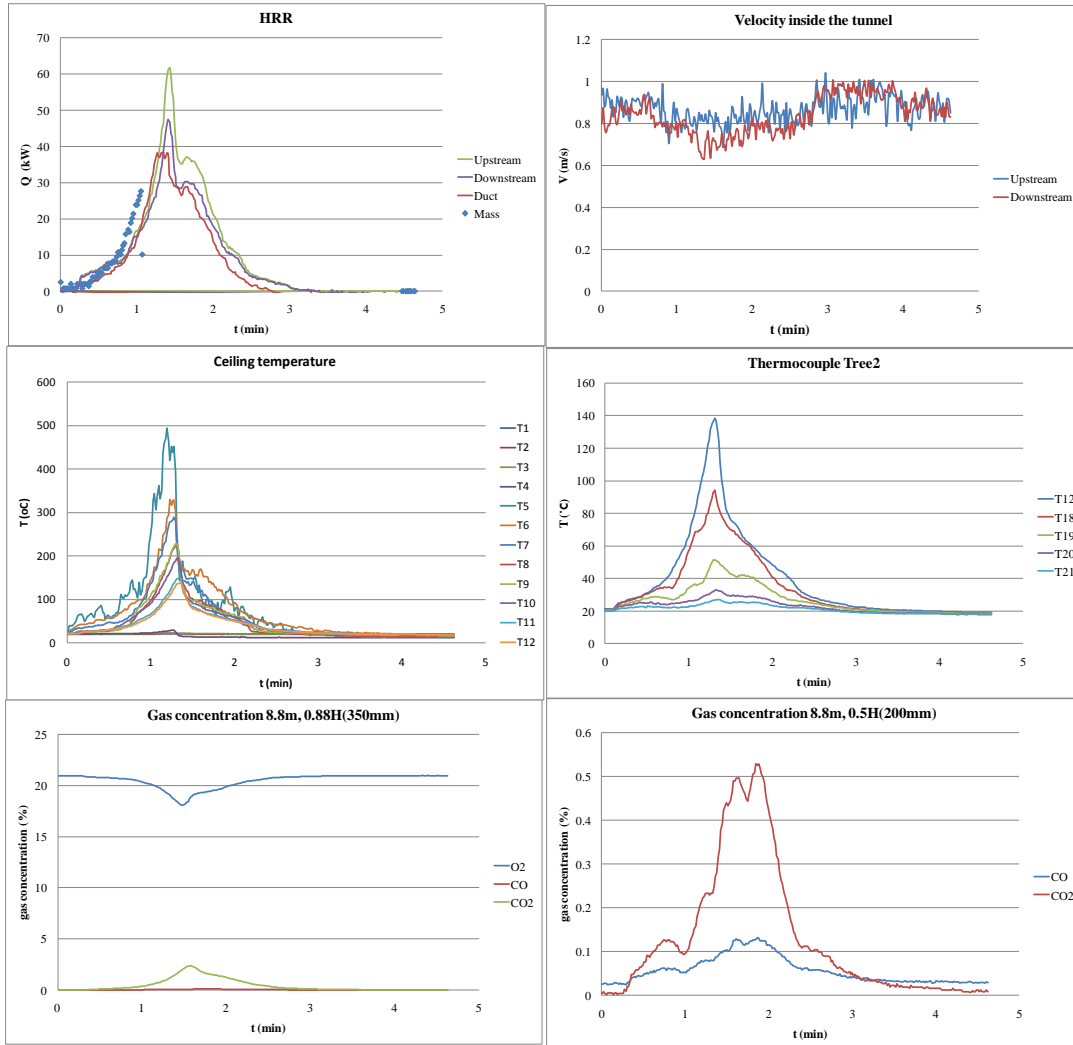 HRR
70
60
50
40
30
20
10
0
Q (kW)
0 1 2 3 4 5
t (min)
Upstream
Downstream
Duct
Mass
Velocity inside the tunnel
1.2
1
0.8
0.6
0.4
0.2
0
V (m/s)
0 1 2 3 4 5
t (min)
Upstream
Downstream
Ceiling temperature
600
500
400
300
200
100
0
T (oC)
0 1 2 3 4 5
t (min)
T1
T2
T3
T4
T5
T6
T7
T8
T9
T10
T11
T12
Thermocouple Tree2
160
140
120
100
80
60
40
20
0
T (°C)
0 1 2 3 4 5
t (min)
T12
T18
T19
T20
T21
Gas concentration 8.8m, 0.88H(350mm)
25
20
15
10
5
0
gas concentration (%)
0 1 2 3 4 5
t (min)
O2
CO
CO2
Gas concentration 8.8m, 0.5H(200mm)
0.6
0.5
0.4
0.3
0.2
0.1
0
gas concentration (%)
0 1 2 3 4 5
t (min)
CO
CO2